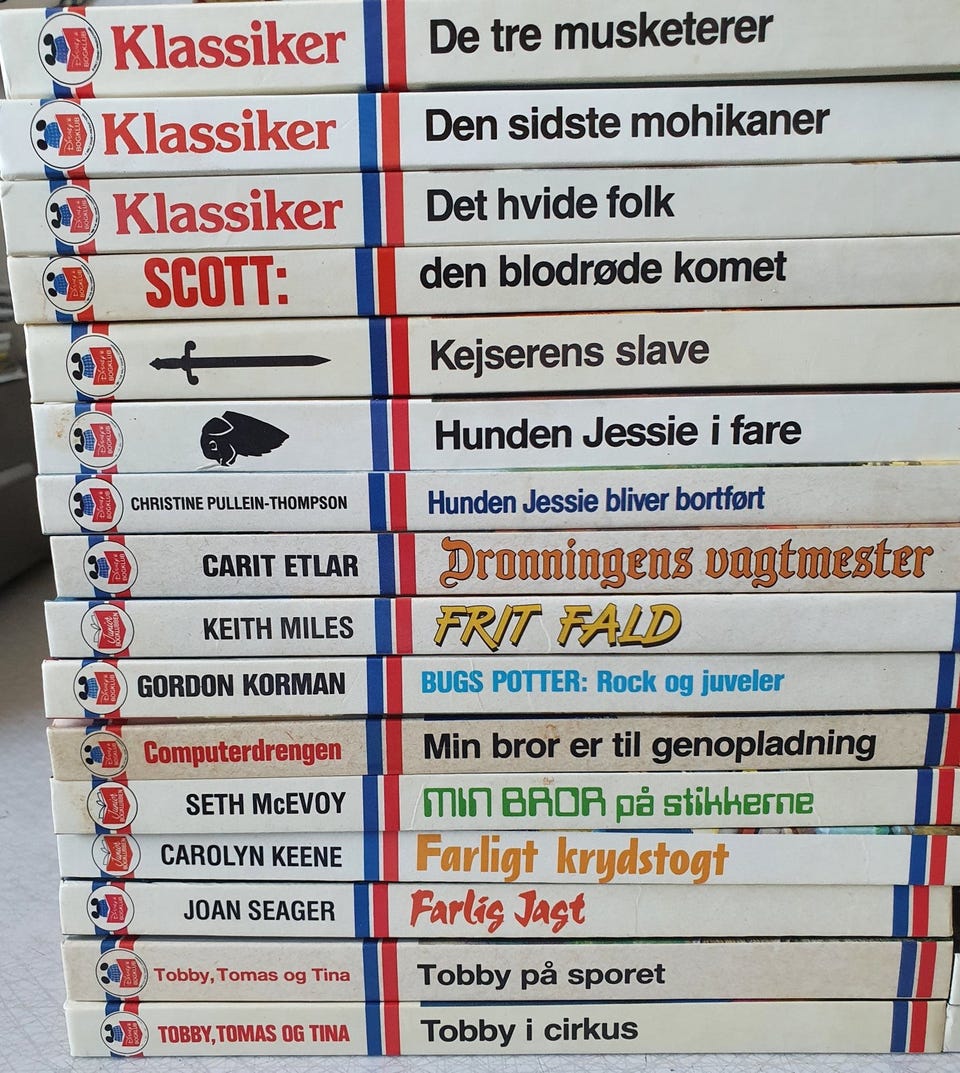 Klassiker De tre musketerer
Klassiker Den sidste mohikaner
Klassiker Det hvide folk
SCOTT: den blodrøde komet
Kejserens slave
Hunden Jessie i fare
CHRISTINE PULLEIN-THOMPSON Hunden Jessie bliver bortført
CARIT ETLAR Dronningens vagtmester
KEITH MILES FRIT FALD
GORDON KORMAN BUGS POTTER: Rock og juveler
Computerdrengen Min bror er til genopladning
SETH McEVOY MIN BROR på stikkerne
CAROLYN KEENE Farligt krydstogt
JOAN SEAGER Farlig Jagt
Tobby, Tomas og Tina Tobby på sporet
TOBBY, TOMAS OG TINA Tobby i cirkus